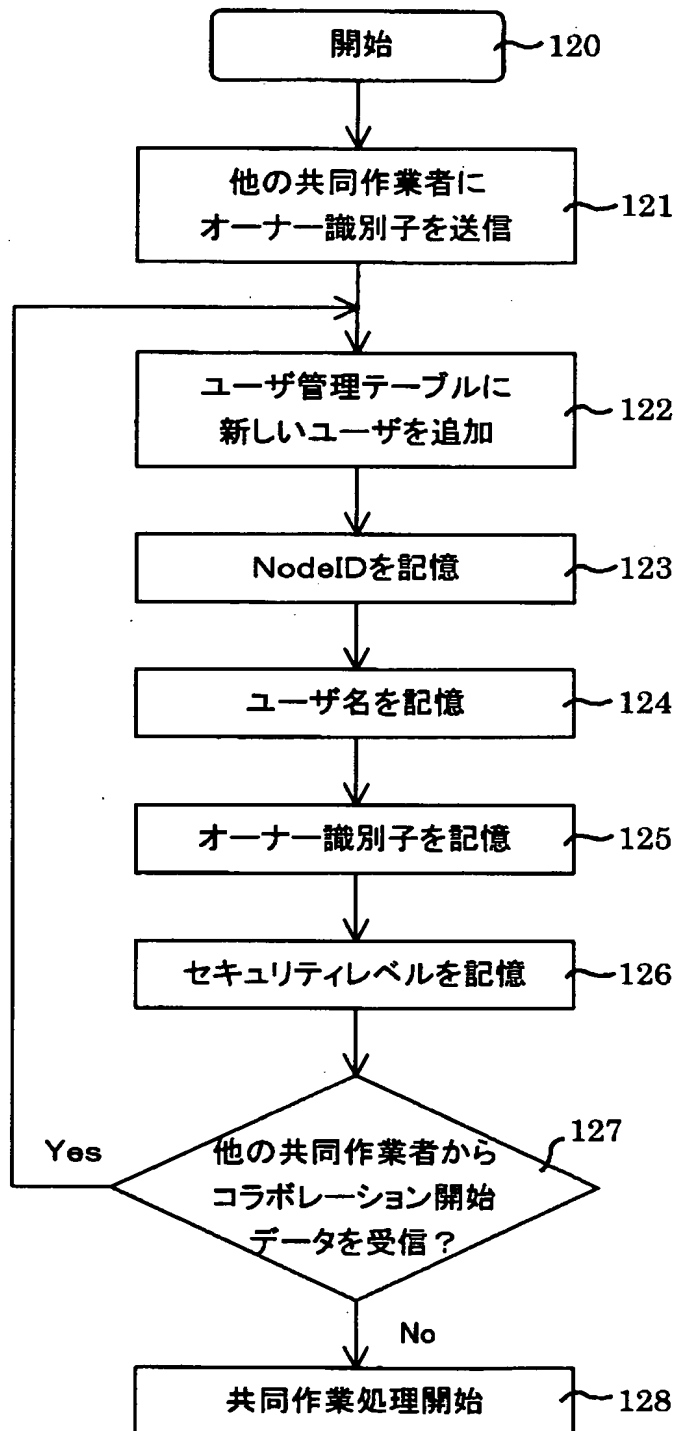 開始
120
他の共同作業者に
オーナー識別子を送信
121
ユーザ管理テーブルに
新しいユーザを追加
122
NodeIDを記憶
123
ユーザ名を記憶
124
オーナー識別子を記憶
125
セキュリティレベルを記憶
126
127
Yes
他の共同作業者から
コラボレーション開始
データを受信？
No
共同作業処理開始
128